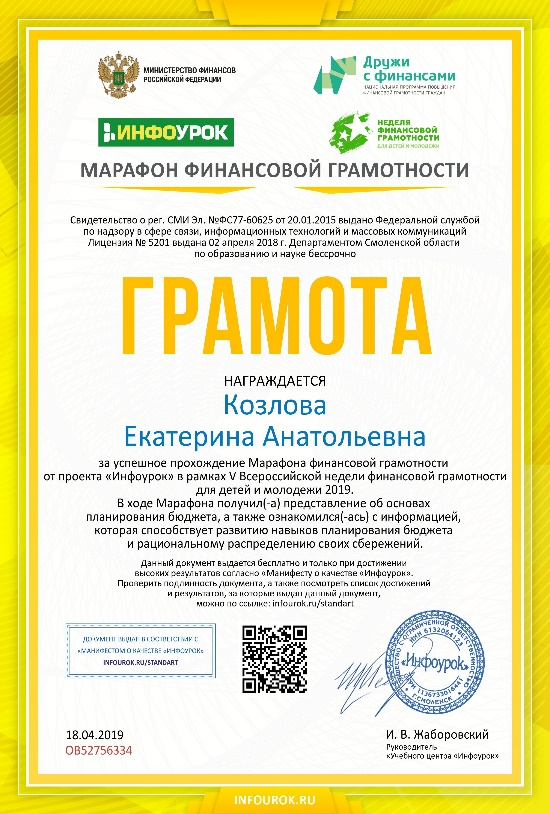 МИНИСТЕРСТВО ФИНАНСОВ
РОССИЙСКОЙ ФЕДЕРАЦИИ
Дружи
с финансами
НАЦИОНАЛЬНАЯ ПРОГРАММА ПОВЫШЕНИЯ
ФИНАНСОВОЙ ГРАМОТНОСТИ ГРАЖДАН
ИНФОУРОК
НЕДЕЛЯ
ФИНАНСОВОЙ
ГРАМОТНОСТИ
ДЛЯ ДЕТЕЙ И МОЛОДЕЖИ
МАРАФОН ФИНАНСОВОЙ ГРАМОТНОСТИ
Свидетельство о рег. СМИ Эл. №ФС77-60625 от 20.01.2015 выдано Федеральной службой
по надзору в сфере связи, информационных технологий и массовых коммуникаций
Лицензия № 5201 выдана 02 апреля 2018 г. Департаментом Смоленской области
по образованию и науке бессрочно
ГРАМОТА
НАГРАЖДАЕТСЯ
Козлова
Екатерина Анатольевна
за успешное прохождение Марафона финансовой грамотности
от проекта «Инфоурок» в рамках V Всероссийской недели финансовой грамотности
для детей и молодежи 2019.
В ходе Марафона получил(-а) представление об основах
планирования бюджета, а также ознакомился(-ась) с информацией,
которая способствует развитию навыков планирования бюджета
и рациональному распределению своих сбережений.
Данный документ выдается бесплатно и только при достижении
высоких результатов согласно «Манифесту о качестве «Инфоурок».
Проверить подлинность документа, а также посмотреть список достижений
и результатов, за которые выдан данный документ,
можно по ссылке: infourok.ru/standart
ДОКУМЕНТ ВЫДАН В СООТВЕТСТВИИ С
«МАНИФЕСТОМ О КАЧЕСТВЕ «ИНФОУРОК»
INFOUROK.RU/STANDART
«Инфоурок»
Г.СМОЛЕНСК
18.04.2019
ОВ52756334
И. В. Жаборовский
Руководитель
«Учебного центра «Инфоурок»
INFOUROK.RU